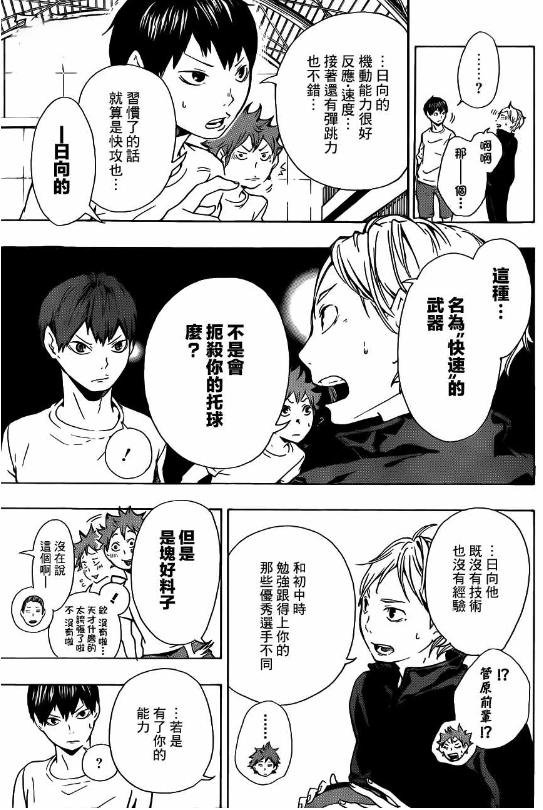 ………?
啊啊
那——個…
…日向的
機動能力很好
反應・速度…
接著還有彈跳力
也不錯…
習慣了的話
就算是快攻也…
—日向的
這種…
名為“快速”的
武器
不是會
扼殺你的托球
麼?
!
…日向他
既沒有技術
也沒有經驗
!?
菅原前輩!?
和初中時
勉強跟得上你的
那些優秀選手不同
………
但是
是塊好料子
!
欸 沒有啦…
天才什麼的
太誇張了啦
不 沒有啦
沒在說
這個啊—
…若是
有了你的
能力
?